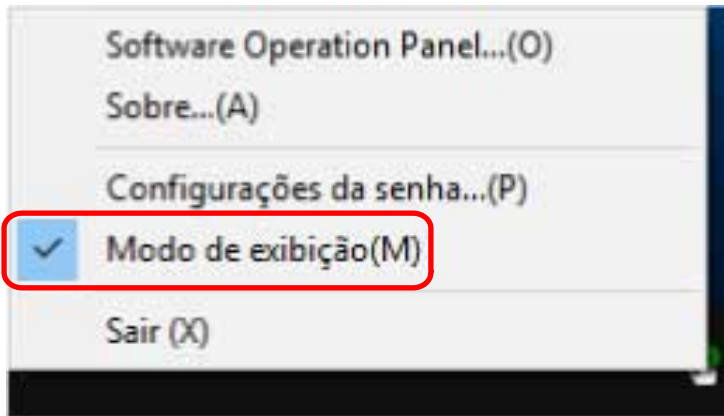 Software Operation Panel...(O)
Sobre...(A)
Configurações da senha...(P)
Modo de exibição(M)
Sair (X)